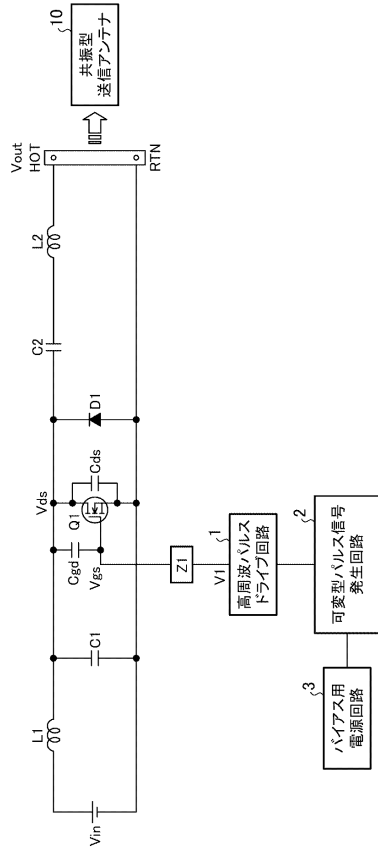 Vin
L1
C1
Cgd
Vgs
Vds
Q1
Cds
D1
C2
L2
Vout
HOT
RTN
10
共振型
送信アンテナ
Z1
V1
1
高周波パルス
ドライブ回路
2
可変型パルス信号
発生回路
3
バイアス用
電源回路